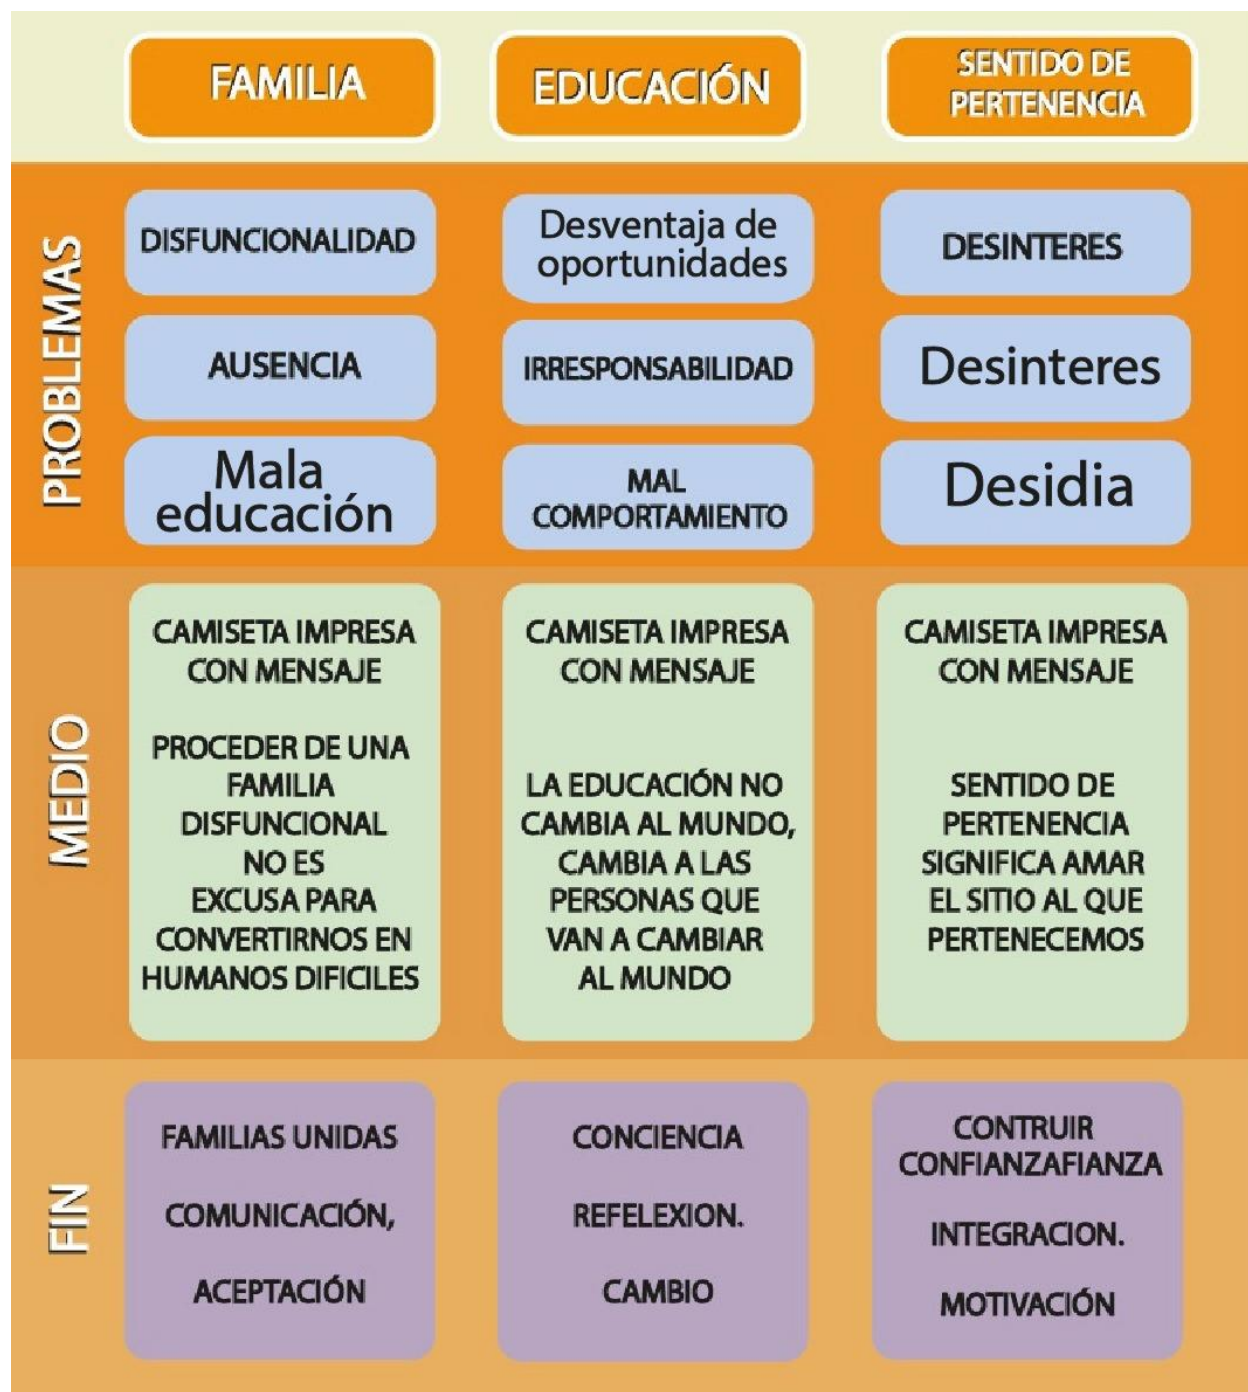 FAMILIA
EDUCACIÓN
SENTIDO DE
PERTENENCIA
PROBLEMAS
DISFUNCIONALIDAD
Desventaja de
oportunidades
DESINTERES
AUSENCIA
IRRESPONSABILIDAD
Desinteres
Mala
educación
MAL
COMPORTAMIENTO
Desidia
MEDIO
CAMISETA IMPRESA
CON MENSAJE
PROCEDER DE UNA
FAMILIA
DISFUNCIONAL
NO ES
EXCUSA PARA
CONVERTIRNOS EN
HUMANOS DIFICILES
CAMISETA IMPRESA
CON MENSAJE
LA EDUCACIÓN NO
CAMBIA AL MUNDO,
CAMBIA A LAS
PERSONAS QUE
VAN A CAMBIAR
AL MUNDO
CAMISETA IMPRESA
CON MENSAJE
SENTIDO DE
PERTENENCIA
SIGNIFICA AMAR
EL SITIO AL QUE
PERTENECEMOS
FIN
FAMILIAS UNIDAS
COMUNICACIÓN,
ACEPTACIÓN
CONCIENCIA
REFELEXION.
CAMBIO
CONTRUIR
CONFIANZAFIANZA
INTEGRACION.
MOTIVACIÓN